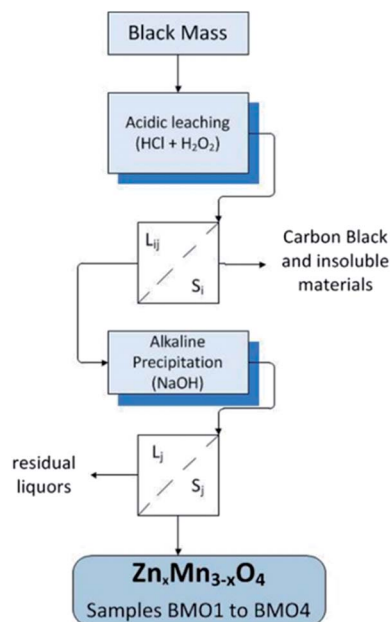 Black Mass
Acidic leaching
(HCl + H₂O₂)
Lᵢⱼ
Sᵢ
Carbon Black
and insoluble
materials
Alkaline
Precipitation
(NaOH)
Lⱼ
Sⱼ
residual
liquors
ZnₓMn₃₋ₓO₄
Samples BMO1 to BMO4